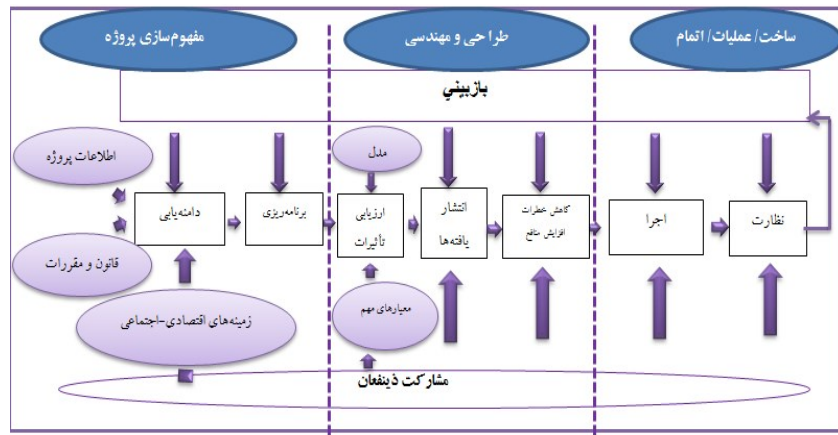 ساخت/ عملیات/ اتمام
طراحی و مهندسی
مفهوم‌سازی پروژه
بازبيني
اطلاعات پروژه
قانون و مقررات
زمینه‌های اقتصادی-اجتماعی
دامنه‌یابی
برنامه‌ریزی
مدل
ارزیابی
تأثیرات
معیارهای مهم
انتشار
یافته‌ها
کاهش خطرات
افزایش منافع
اجرا
نظارت
مشارکت ذینفعان